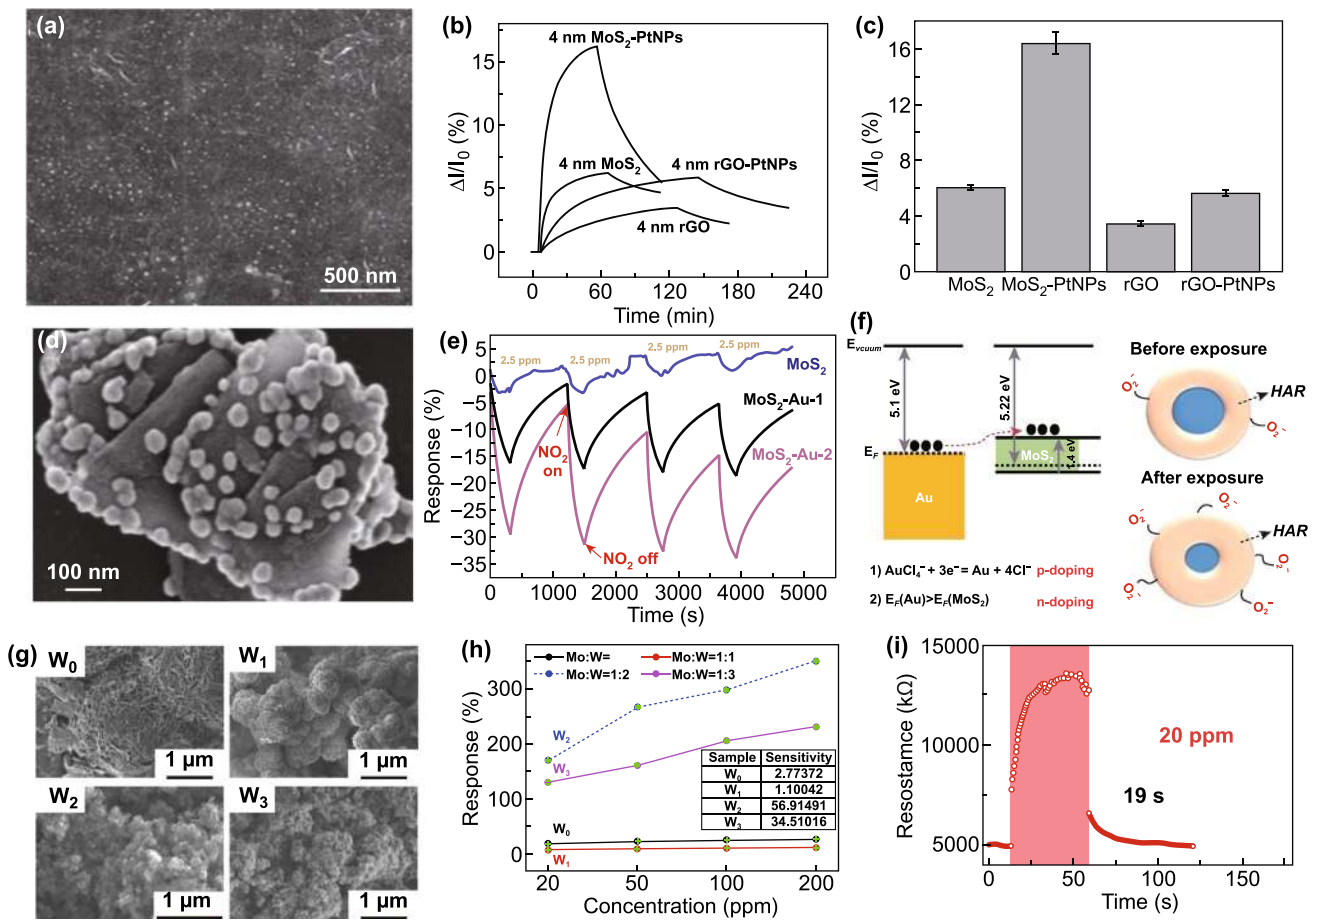 (a)
500 nm
(b)
4 nm MoS2-PtNPs
4 nm MoS2
4 nm rGO-PtNPs
4 nm rGO
ΔI/I0 (%)
15
10
5
0
0 60 120 180 240
Time (min)
(c)
ΔI/I0 (%)
16
12
8
4
0
MoS2 MoS2-PtNPs rGO rGO-PtNPs
(d)
100 nm
(e)
2.5 ppm 2.5 ppm 2.5 ppm 2.5 ppm
MoS2
MoS2-Au-1
MoS2-Au-2
NO2
on
NO2 off
Response (%)
5
0
−5
−10
−15
−20
−25
−30
−35
0 1000 2000 3000 4000 5000
Time (s)
(f)
Evcuum
5.1 eV
5.22 eV
EF
MoS2
1.4 eV
Au
1) AuCl4− + 3e− = Au + 4Cl− p-doping
2) EF(Au)>EF(MoS2) n-doping
Before exposure
O2−
HAR
O2−
After exposure
O2−
O2−
HAR
O2−
O2−
O2−
(g)
W0
1 µm
W1
1 µm
W2
1 µm
W3
1 µm
(h)
Mo:W= Mo:W=1:1
Mo:W=1:2 Mo:W=1:3
W2
W3
W0
W1
Sample Sensitivity
W0 2.77372
W1 1.10042
W2 56.91491
W3 34.51016
Response (%)
300
200
100
0
20 50 100 200
Concentration (ppm)
(i)
20 ppm
19 s
Resostamce (kΩ)
15000
13000
10000
5000
0 50 100 150
Time (s)